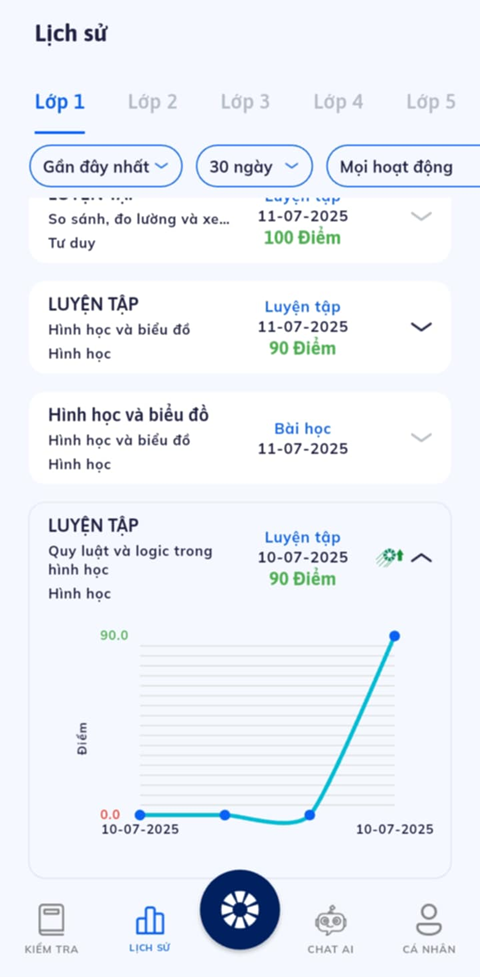 Lịch sử
Lớp 1
Lớp 2
Lớp 3
Lớp 4
Lớp 5
Gần đây nhất
30 ngày
Mọi hoạt động
LUYỆN TẬP
Luyện tập
So sánh, đo lường và xe...
11-07-2025
Tư duy
100 Điểm
LUYỆN TẬP
Luyện tập
Hình học và biểu đồ
11-07-2025
Hình học
90 Điểm
Hình học và biểu đồ
Bài học
Hình học và biểu đồ
11-07-2025
Hình học
LUYỆN TẬP
Luyện tập
Quy luật và logic trong
hình học
10-07-2025
Hình học
90 Điểm
90.0
Điểm
0.0
10-07-2025
10-07-2025
KIỂM TRA
LỊCH SỬ
CHAT AI
CÁ NHÂN